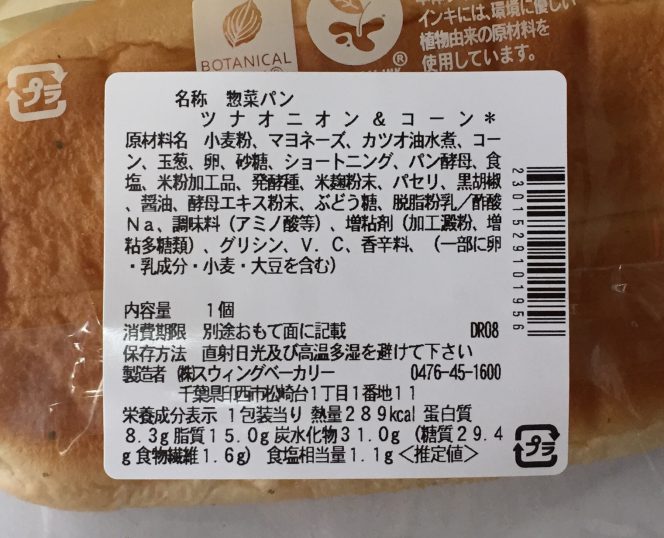 インキには、環境に優しい
植物由来の原材料を
使用しています。
BOTANICAL
プラ
名称 惣菜パン
ツナオニオン&コーン*
原材料名 小麦粉、マヨネーズ、カツオ油水煮、コー
ン、玉葱、卵、砂糖、ショートニング、パン酵母、食
塩、米粉加工品、発酵種、米麹粉末、パセリ、黒胡椒
、醤油、酵母エキス粉末、ぶどう糖、脱脂粉乳/酢酸
Na、調味料(アミノ酸等)、増粘剤(加工澱粉、増
粘多糖類)、グリシン、V.C、香辛料、(一部に卵
・乳成分・小麦・大豆を含む)
2301529101956
内容量 1個
消費期限 別途おもて面に記載 DR08
保存方法 直射日光及び高温多湿を避けて下さい
製造者 ㈱スウィングベーカリー 0476-45-1600
千葉県印西市松崎台1丁目1番地11
栄養成分表示 1包装当り 熱量289kcal 蛋白質
8.3g 脂質15.0g 炭水化物31.0g (糖質29.4
g 食物繊維1.6g) 食塩相当量1.1g<推定値>
プラ